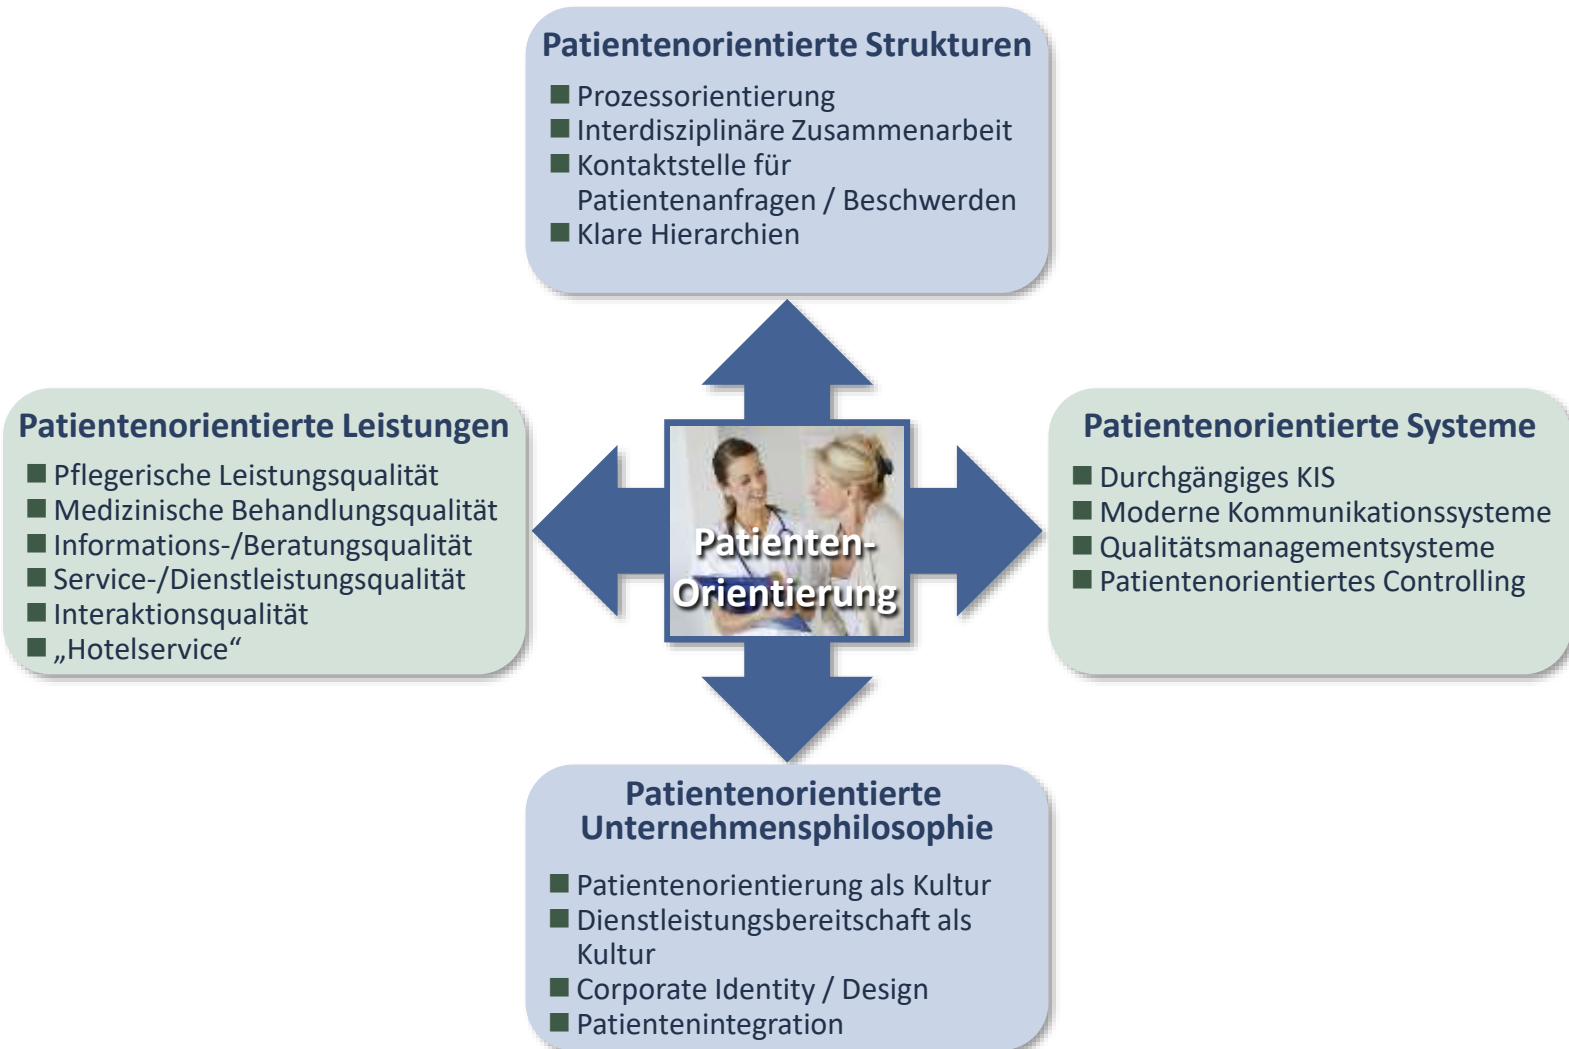 Patientenorientierte Strukturen
■ Prozessorientierung
■ Interdisziplinäre Zusammenarbeit
■ Kontaktstelle für
Patientenanfragen / Beschwerden
■ Klare Hierarchien
Patientenorientierte Leistungen
■ Pflegerische Leistungsqualität
■ Medizinische Behandlungsqualität
■ Informations-/Beratungsqualität
■ Service-/Dienstleistungsqualität
■ Interaktionsqualität
■ „Hotelservice“
Patienten-
Orientierung
Patientenorientierte Systeme
■ Durchgängiges KIS
■ Moderne Kommunikationssysteme
■ Qualitätsmanagementsysteme
■ Patientenorientiertes Controlling
Patientenorientierte
Unternehmensphilosophie
■ Patientenorientierung als Kultur
■ Dienstleistungsbereitschaft als
Kultur
■ Corporate Identity / Design
■ Patientenintegration